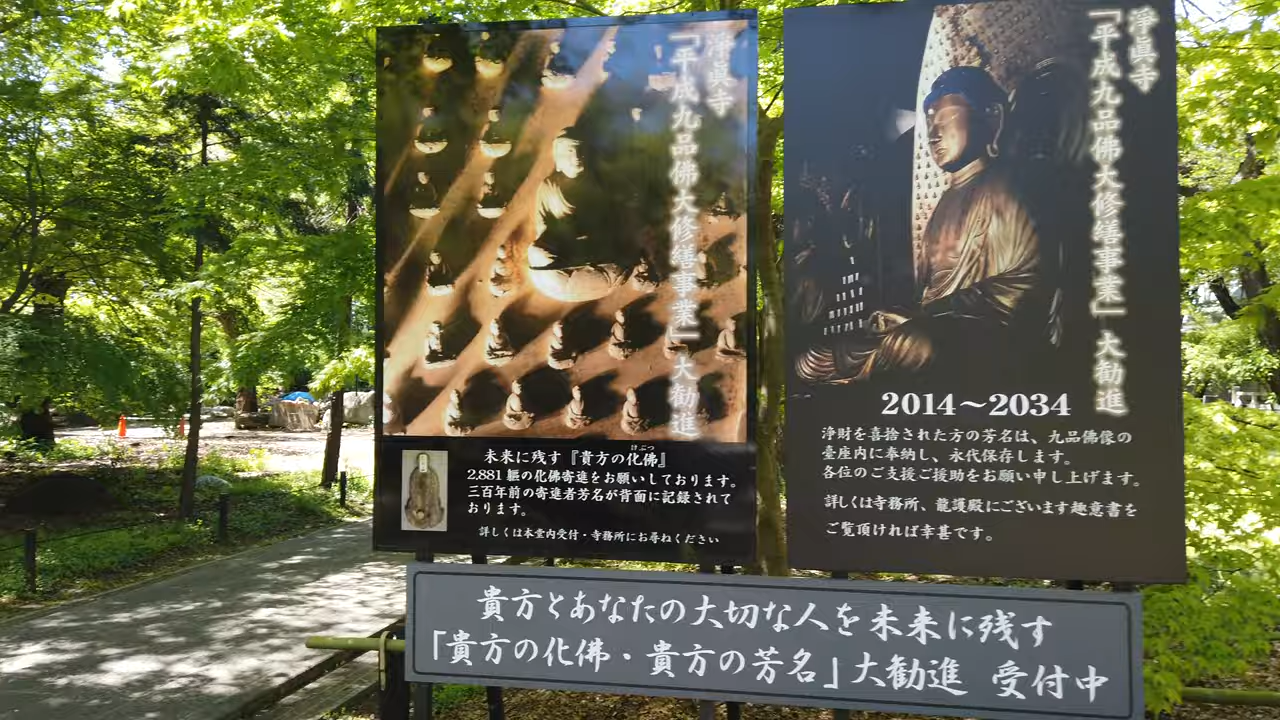 浄眞寺
「平成九品佛大修繕事業」大勧進
未来に残す『貴方の化佛』
けぶつ
2,881 軀の化佛寄進をお願いしております。
三百年前の寄進者芳名が背面に記録されて
おります。
詳しくは本堂内受付・寺務所にお尋ねください
浄眞寺
「平成九品佛大修繕事業」大勧進
2014〜2034
浄財を喜捨された方の芳名は、九品佛像の
臺座内に奉納し、永代保存します。
各位のご支援ご援助をお願い申し上げます。
詳しくは寺務所、龍護殿にございます趣意書を
ご覧頂ければ幸甚です。
貴方とあなたの大切な人を未来に残す
「貴方の化佛・貴方の芳名」大勧進 受付中